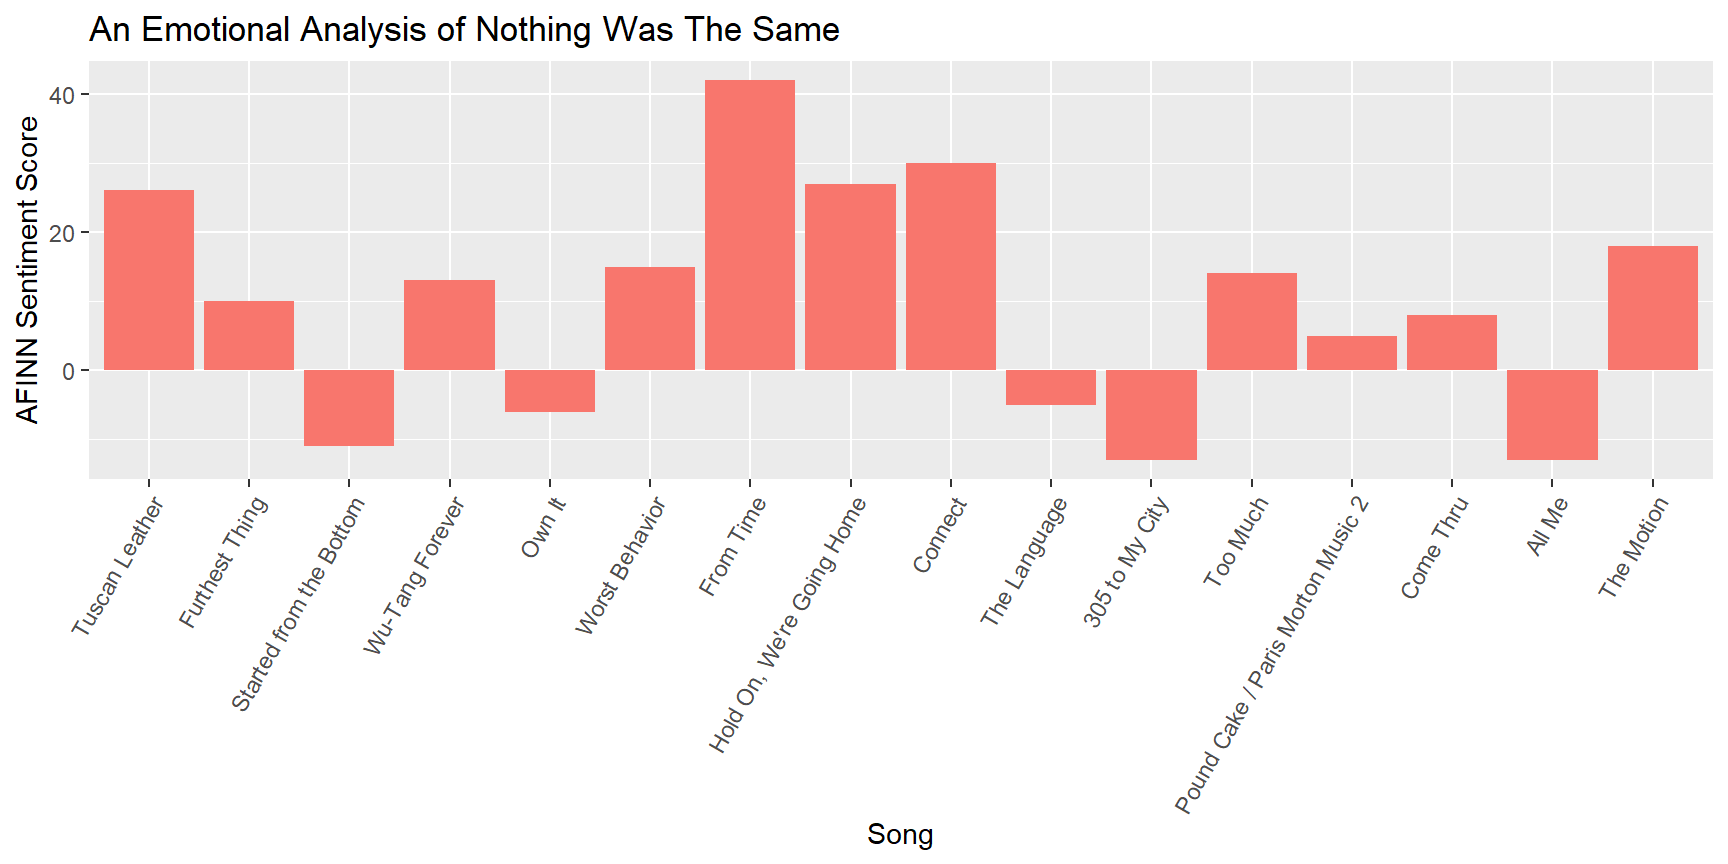 An Emotional Analysis of Nothing Was The Same
AFINN Sentiment Score
40
20
0
Tuscan Leather
Furthest Thing
Started from the Bottom
Wu-Tang Forever
Own It
Worst Behavior
From Time
Hold On, We're Going Home
Connect
The Language
305 to My City
Too Much
Pound Cake / Paris Morton Music 2
Come Thru
All Me
The Motion
Song